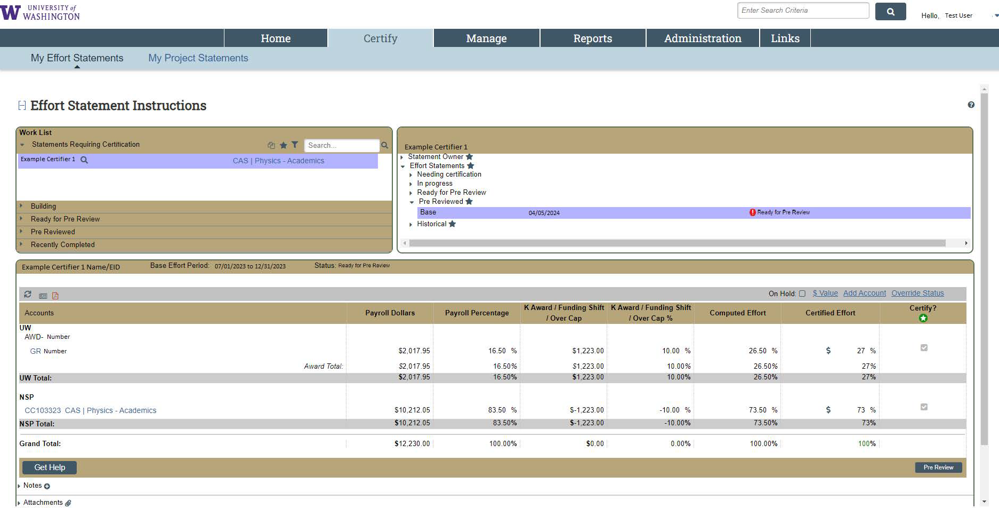 UNIVERSITY of
WASHINGTON
Enter Search Criteria
Hello, Test User
Home Certify Manage Reports Administration Links
My Effort Statements My Project Statements
Effort Statement Instructions
Work List
Statements Requiring Certification Search...
Example Certifier 1 CAS | Physics - Academics
Building
Ready for Pre Review
Pre Reviewed
Recently Completed
Example Certifier 1
Statement Owner
Effort Statements
Needing certification
In progress
Ready for Pre Review
Pre Reviewed
Base 04/05/2024 Ready for Pre Review
Historical
Example Certifier 1 Name/EID Base Effort Period: 07/01/2023 to 12/31/2023 Status: Ready for Pre Review
On Hold: $ Value Add Account Override Status
Accounts Payroll Dollars Payroll Percentage K Award / Funding Shift / Over Cap K Award / Funding Shift / Over Cap % Computed Effort Certified Effort Certify?
UW
AWD- Number
GR Number $2,017.95 16.50 % $1,223.00 10.00 % 26.50 % $ 27 %
Award Total: $2,017.95 16.50% $1,223.00 10.00% 26.50% 27%
UW Total: $2,017.95 16.50% $1,223.00 10.00% 26.50% 27%
NSP
CC103323 CAS | Physics - Academics $10,212.05 83.50 % $-1,223.00 -10.00 % 73.50 % $ 73 %
NSP Total: $10,212.05 83.50% $-1,223.00 -10.00% 73.50% 73%
Grand Total: $12,230.00 100.00% $0.00 0.00% 100.00% 100%
Get Help Pre Review
Notes
Attachments